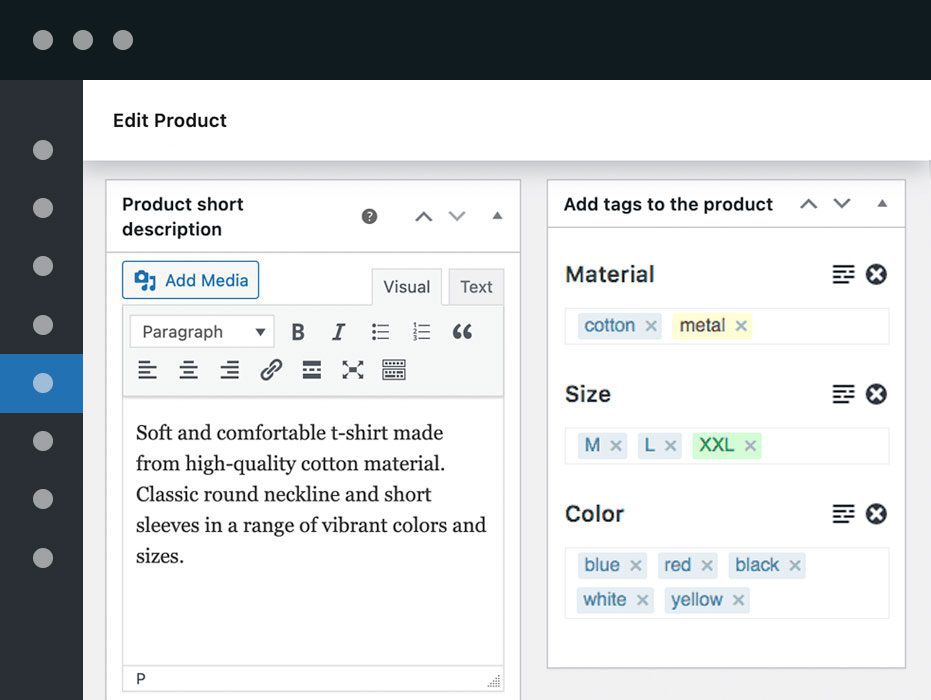 Edit Product
Product short
description
Add Media
Visual
Text
Paragraph
Soft and comfortable t-shirt made
from high-quality cotton material.
Classic round neckline and short
sleeves in a range of vibrant colors and
sizes.
P
Add tags to the product
Material
cotton × metal ×
Size
M × L × XXL ×
Color
blue × red × black ×
white × yellow ×